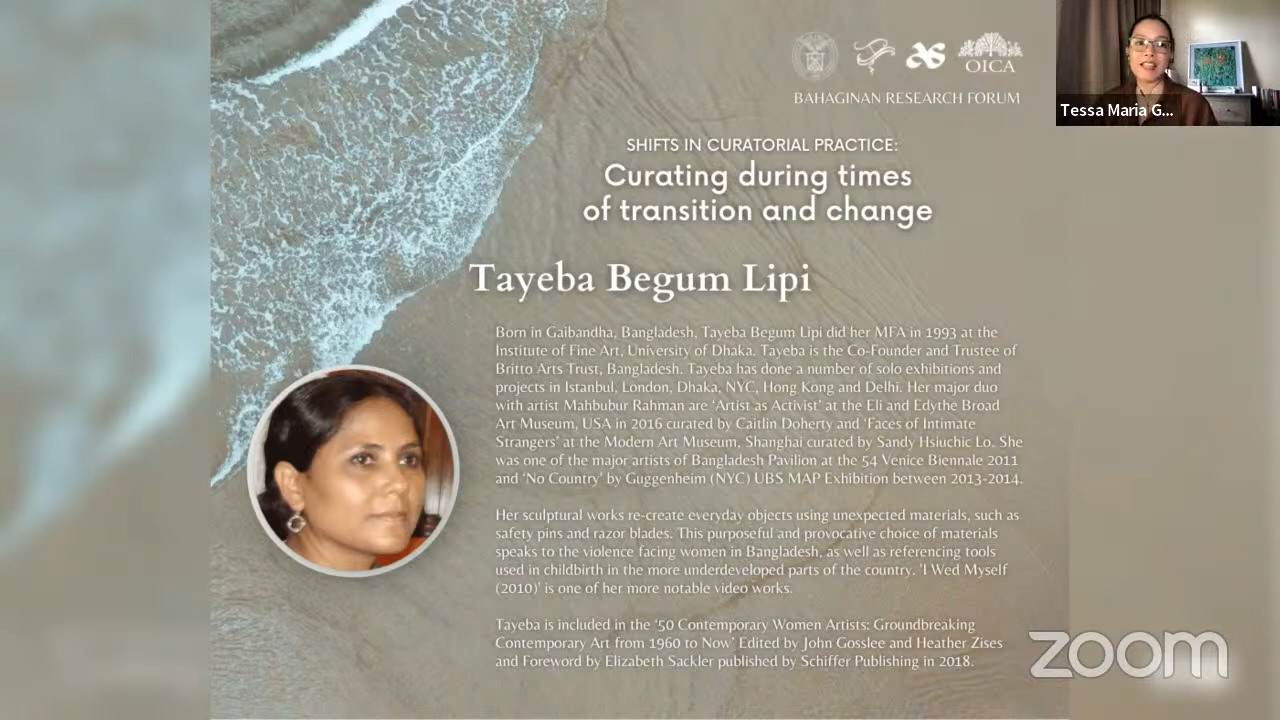 OICA
BAHAGINAN RESEARCH FORUM
Tessa Maria G...
SHIFTS IN CURATORIAL PRACTICE:
Curating during times
of transition and change
Tayeba Begum Lipi
Born in Gaibandha, Bangladesh, Tayeba Begum Lipi did her MFA in 1993 at the
Institute of Fine Art, University of Dhaka. Tayeba is the Co-Founder and Trustee of
Britto Arts Trust, Bangladesh. Tayeba has done a number of solo exhibitions and
projects in Istanbul, London, Dhaka, NYC, Hong Kong and Delhi. Her major duo
with artist Mahbubur Rahman are ‘Artist as Activist’ at the Eli and Edythe Broad
Art Museum, USA in 2016 curated by Caitlin Doherty and ‘Faces of Intimate
Strangers’ at the Modern Art Museum, Shanghai curated by Sandy Hsiuchic Lo. She
was one of the major artists of Bangladesh Pavilion at the 54 Venice Biennale 2011
and ‘No Country’ by Guggenheim (NYC) UBS MAP Exhibition between 2013-2014.
Her sculptural works re-create everyday objects using unexpected materials, such as
safety pins and razor blades. This purposeful and provocative choice of materials
speaks to the violence facing women in Bangladesh, as well as referencing tools
used in childbirth in the more underdeveloped parts of the country. 'I Wed Myself
(2010)' is one of her more notable video works.
Tayeba is included in the ‘50 Contemporary Women Artists: Groundbreaking
Contemporary Art from 1960 to Now’ Edited by John Gosslee and Heather Zises
and Foreword by Elizabeth Sackler published by Schiffer Publishing in 2018.
zoom